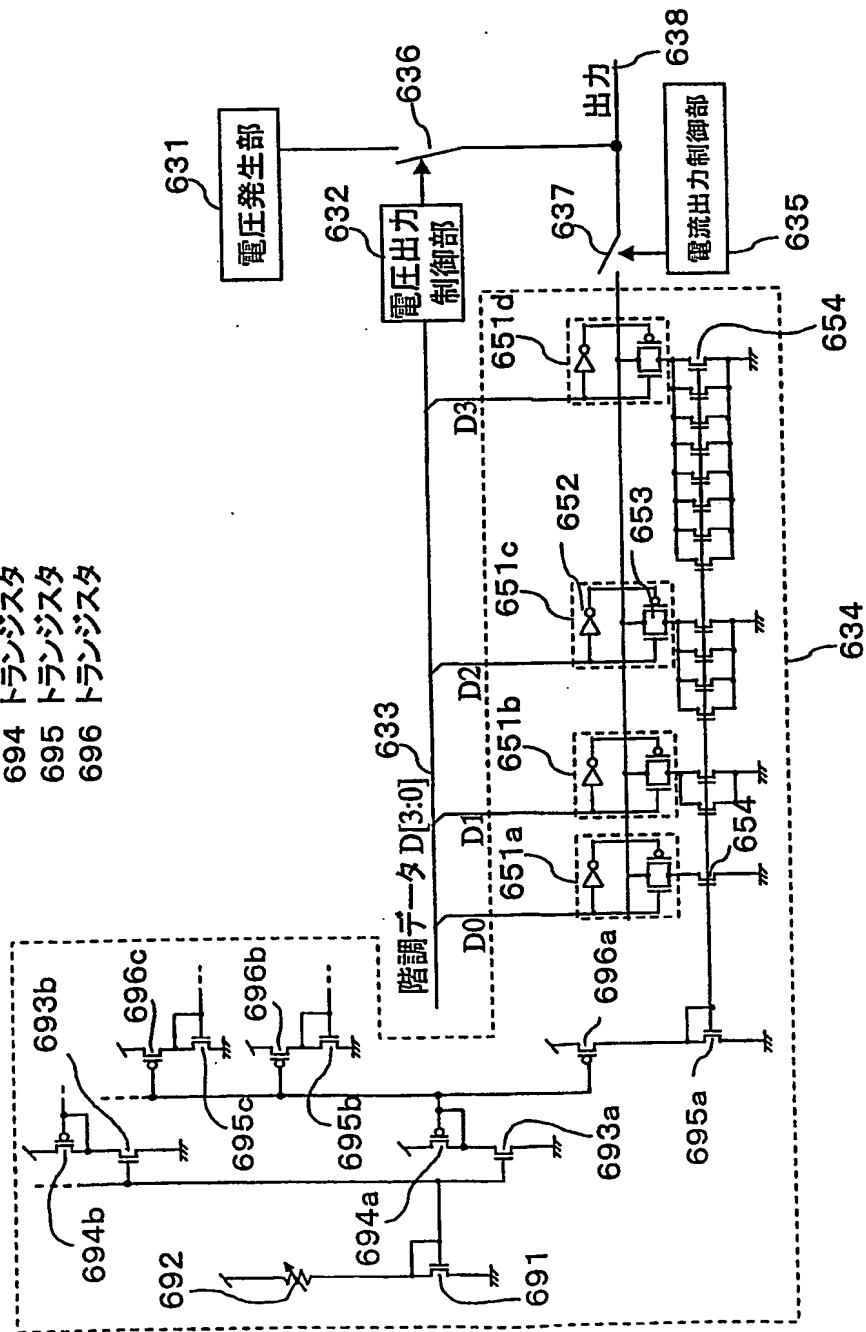 694 トランジスタ
695 トランジスタ
696 トランジスタ
631
電圧発生部
636
632
電圧出力
制御部
638
出力
637
電流出力制御部
635
633
階調データ D[3:0]
D0
D1
D2
D3
651a
651b
651c
651d
652
653
654
654
634
693b
694b
696c
695c
696b
695b
696a
695a
694a
693a
692
691